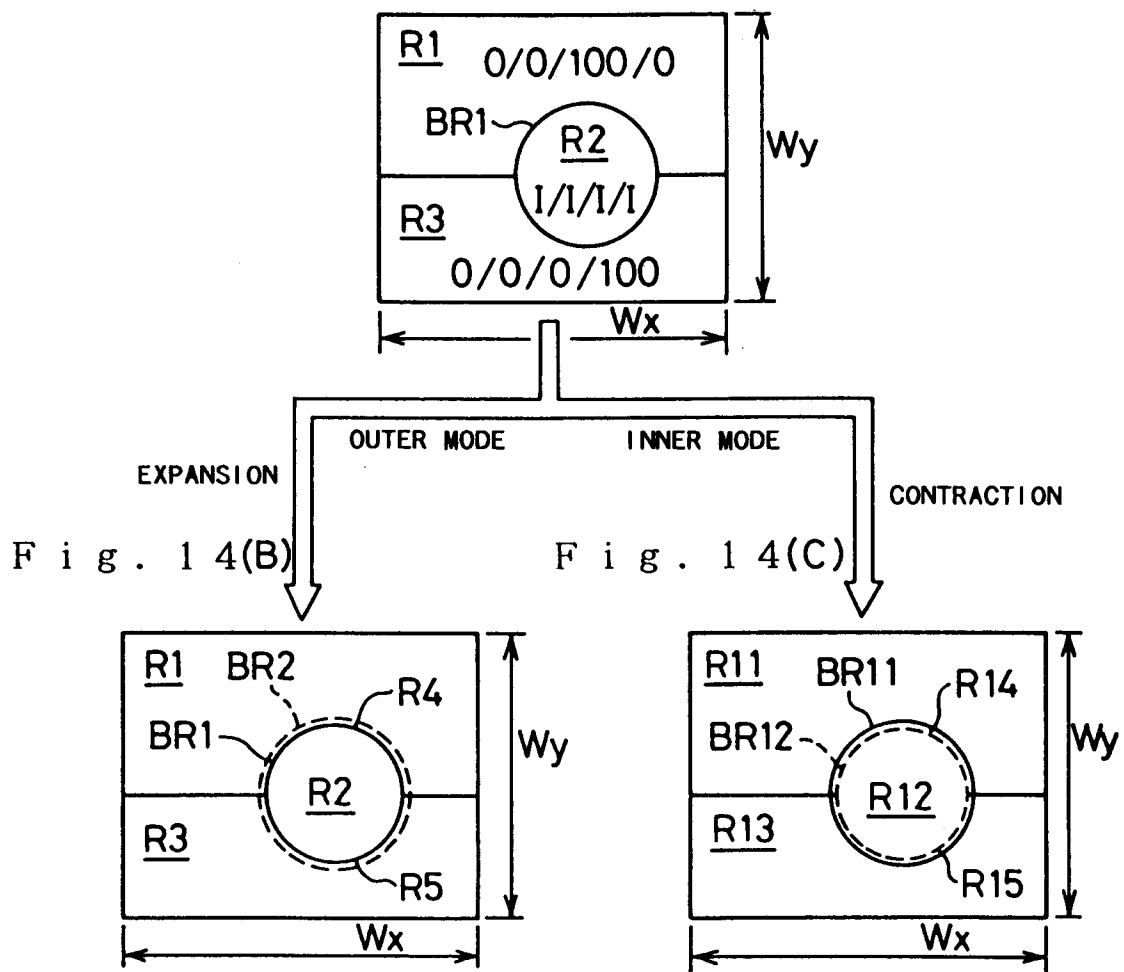 R1
0/0/100/0
BR1
R2
Wy
I/I/I/I
R3
0/0/0/100
Wx
OUTER MODE
INNER MODE
EXPANSION
CONTRACTION
Fig. 14(B)
Fig. 14(C)
R1
BR2
R4
BR1
Wy
R2
R3
R5
Wx
R11
BR11
R14
BR12
Wy
R12
R13
R15
Wx